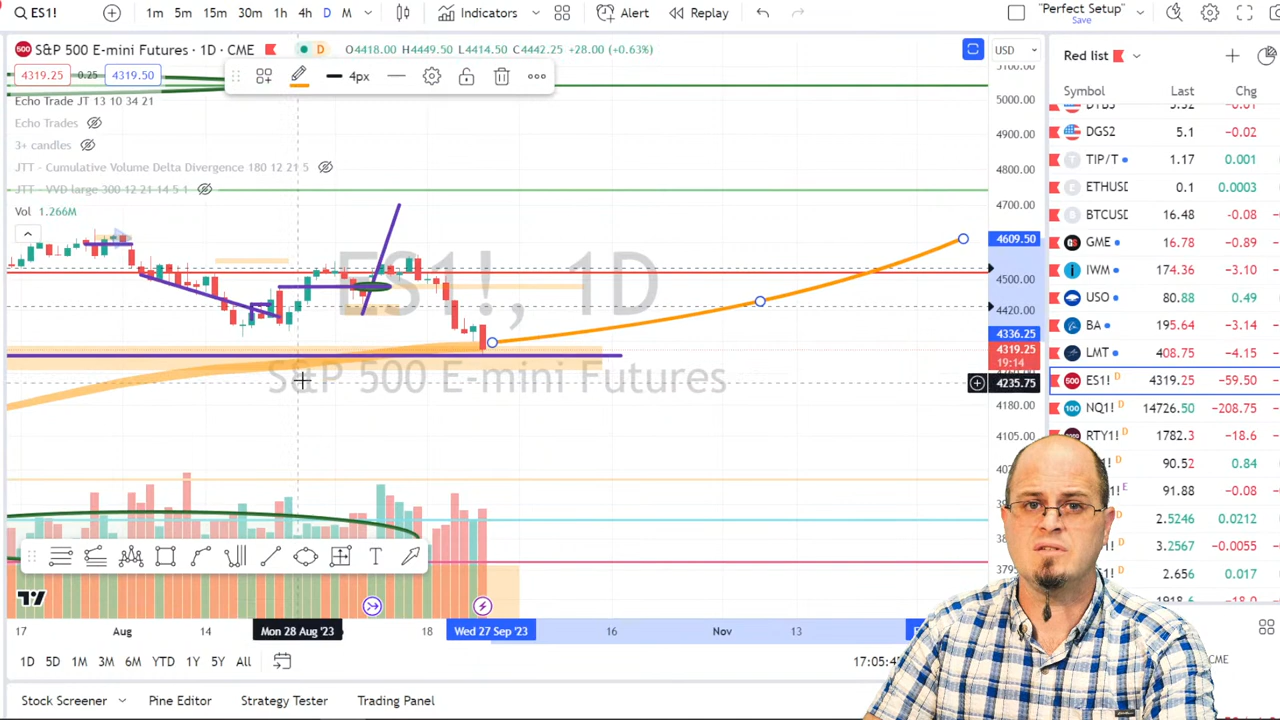 ES1!
1m 5m 15m 30m 1h 4h D M Indicators Alert Replay "Perfect Setup" Save
S&P 500 E-mini Futures · 1D · CME D O4418.00 H4449.50 L4414.50 C4442.25 +28.00 (+0.63%)
4319.25 0.25 4319.50
4px
Echo Trade JT 13 10 34 21
Echo Trades
3+ candles
JTT - Cumulative Volume Delta Divergence 180 12 21 5
JTT - VVD large 300 12 21 14 5 1
Vol 1.266M
ES1!, 1D
S&P 500 E-mini Futures
USD
5000.00
4900.00
4800.00
4700.00
4609.50
4500.00
4420.00
4336.25
4319.25
19:14
4235.75
4180.00
4105.00
17 Aug 14 Mon 28 Aug '23 18 Wed 27 Sep '23 16 Nov 13
1D 5D 1M 3M 6M YTD 1Y 5Y All
Stock Screener Pine Editor Strategy Tester Trading Panel
Red list
Symbol Last Chg
DGS2 5.1 −0.02
TIP/T 1.17 0.001
ETHUSD 0.1 0.0003
BTCUSD 16.48 −0.08
GME 16.78 −0.89
IWM 174.36 −3.10
USO 80.88 0.49
BA 195.64 −3.14
LMT 408.75 −4.15
500 ES1! D 4319.25 −59.50
100 NQ1! D 14726.50 −208.75
RTY1! D 1782.3 −18.6
90.52 0.84
91.88 −0.08
2.5246 0.0212
3.2567 −0.0055
2.656 0.017
CME